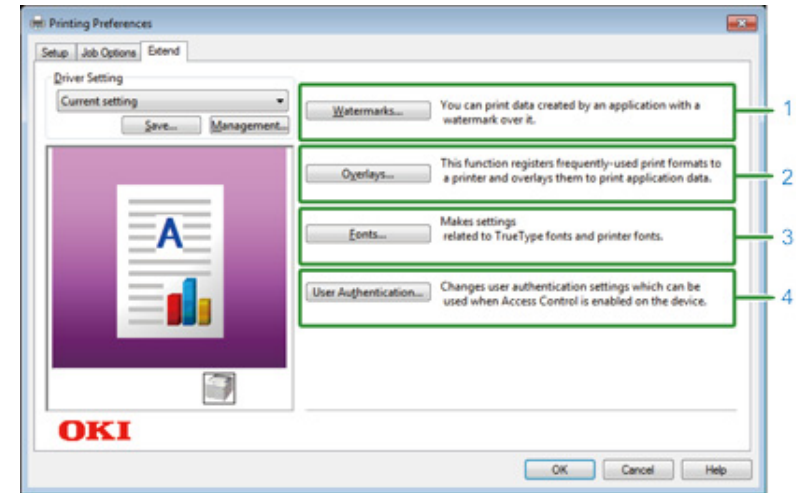 Printing Preferences
Setup Job Options Extend
Driver Setting
Current setting
Save... Management...
Watermarks... You can print data created by an application with a
watermark over it.
1
Overlays... This function registers frequently-used print formats to
a printer and overlays them to print application data.
2
Fonts... Makes settings
related to TrueType fonts and printer fonts.
3
User Authentication... Changes user authentication settings which can be
used when Access Control is enabled on the device.
4
A
OKI
OK Cancel Help